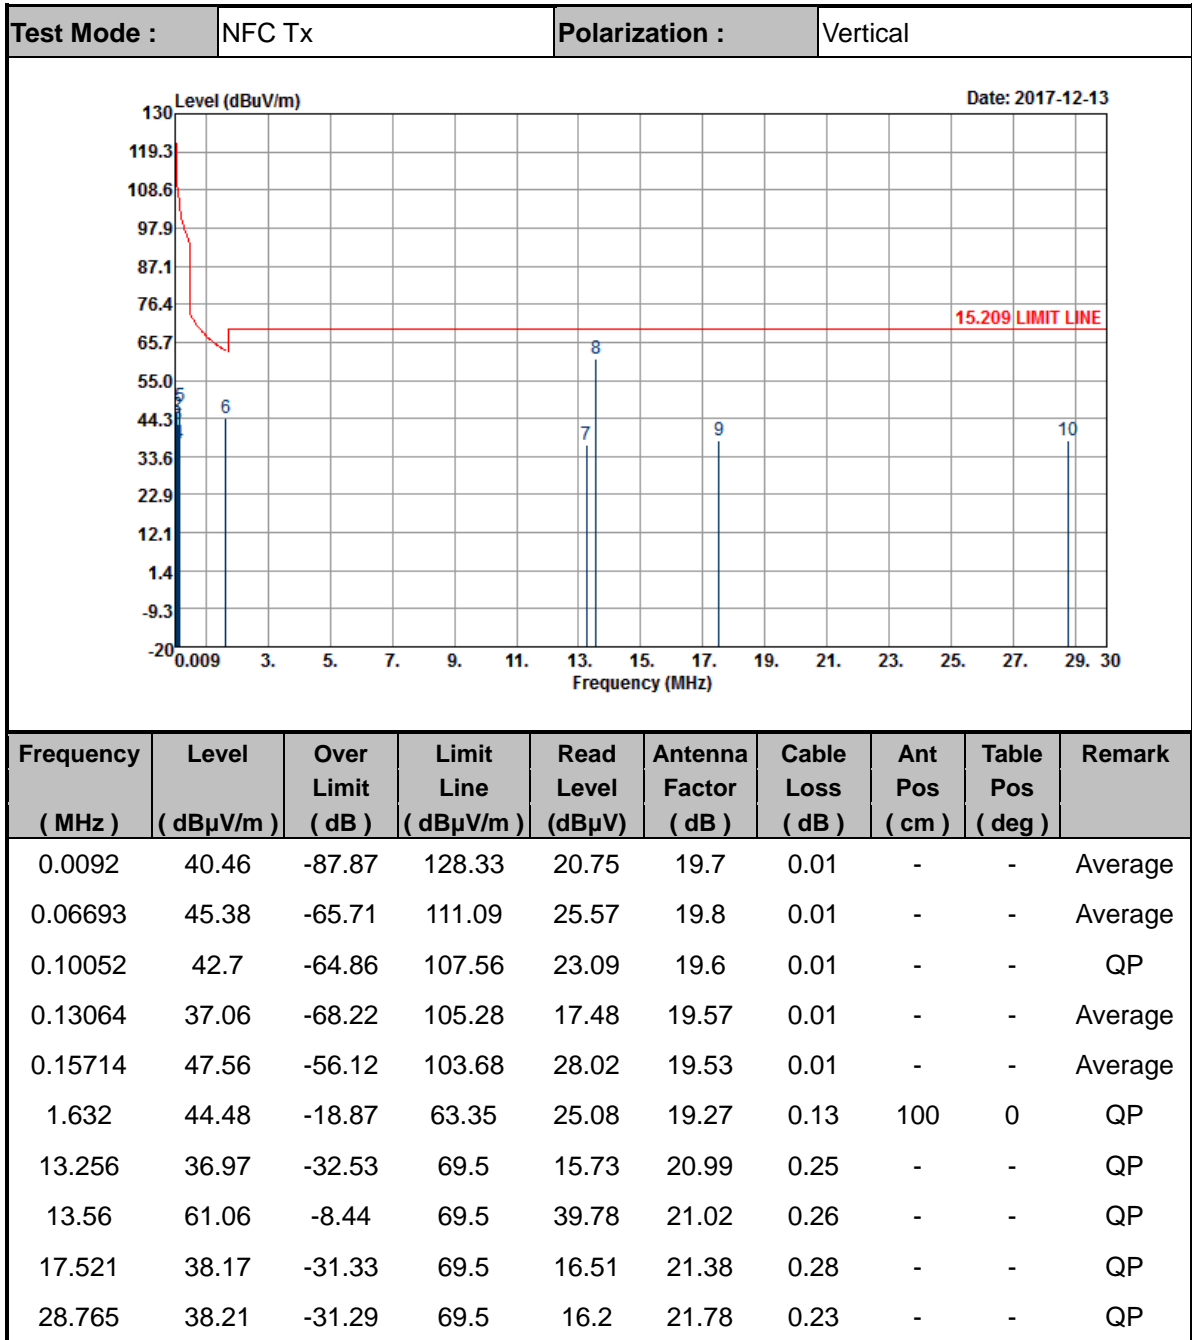 Test Mode : NFC Tx Polarization : Vertical
Level (dBuV/m) Date: 2017-12-13
130
119.3
108.6
97.9
87.1
76.4
15.209 LIMIT LINE
65.7
8
55.0
5
6
44.3
7
9
10
33.6
22.9
12.1
1.4
-9.3
-20
0.009 3. 5. 7. 9. 11. 13. 15. 17. 19. 21. 23. 25. 27. 29. 30
Frequency (MHz)
Frequency Level Over Limit Read Antenna Cable Ant Table Remark
Limit Line Level Factor Loss Pos Pos
( MHz ) ( dBµV/m ) ( dB ) ( dBµV/m ) (dBµV) ( dB ) ( dB ) ( cm ) ( deg )
0.0092 40.46 -87.87 128.33 20.75 19.7 0.01 - - Average
0.06693 45.38 -65.71 111.09 25.57 19.8 0.01 - - Average
0.10052 42.7 -64.86 107.56 23.09 19.6 0.01 - - QP
0.13064 37.06 -68.22 105.28 17.48 19.57 0.01 - - Average
0.15714 47.56 -56.12 103.68 28.02 19.53 0.01 - - Average
1.632 44.48 -18.87 63.35 25.08 19.27 0.13 100 0 QP
13.256 36.97 -32.53 69.5 15.73 20.99 0.25 - - QP
13.56 61.06 -8.44 69.5 39.78 21.02 0.26 - - QP
17.521 38.17 -31.33 69.5 16.51 21.38 0.28 - - QP
28.765 38.21 -31.29 69.5 16.2 21.78 0.23 - - QP